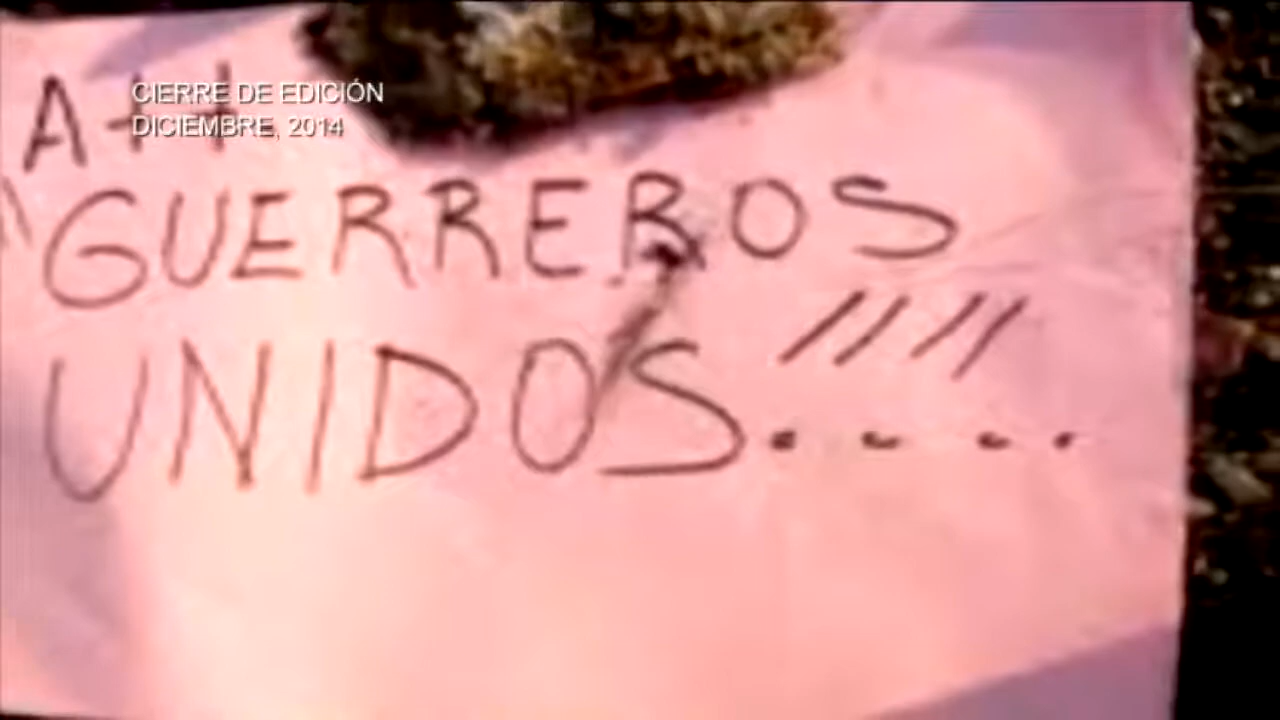 CIERRE DE EDICIÓN
DICIEMBRE, 2014
A++
"GUERREROS
UNIDOS.... !!!!